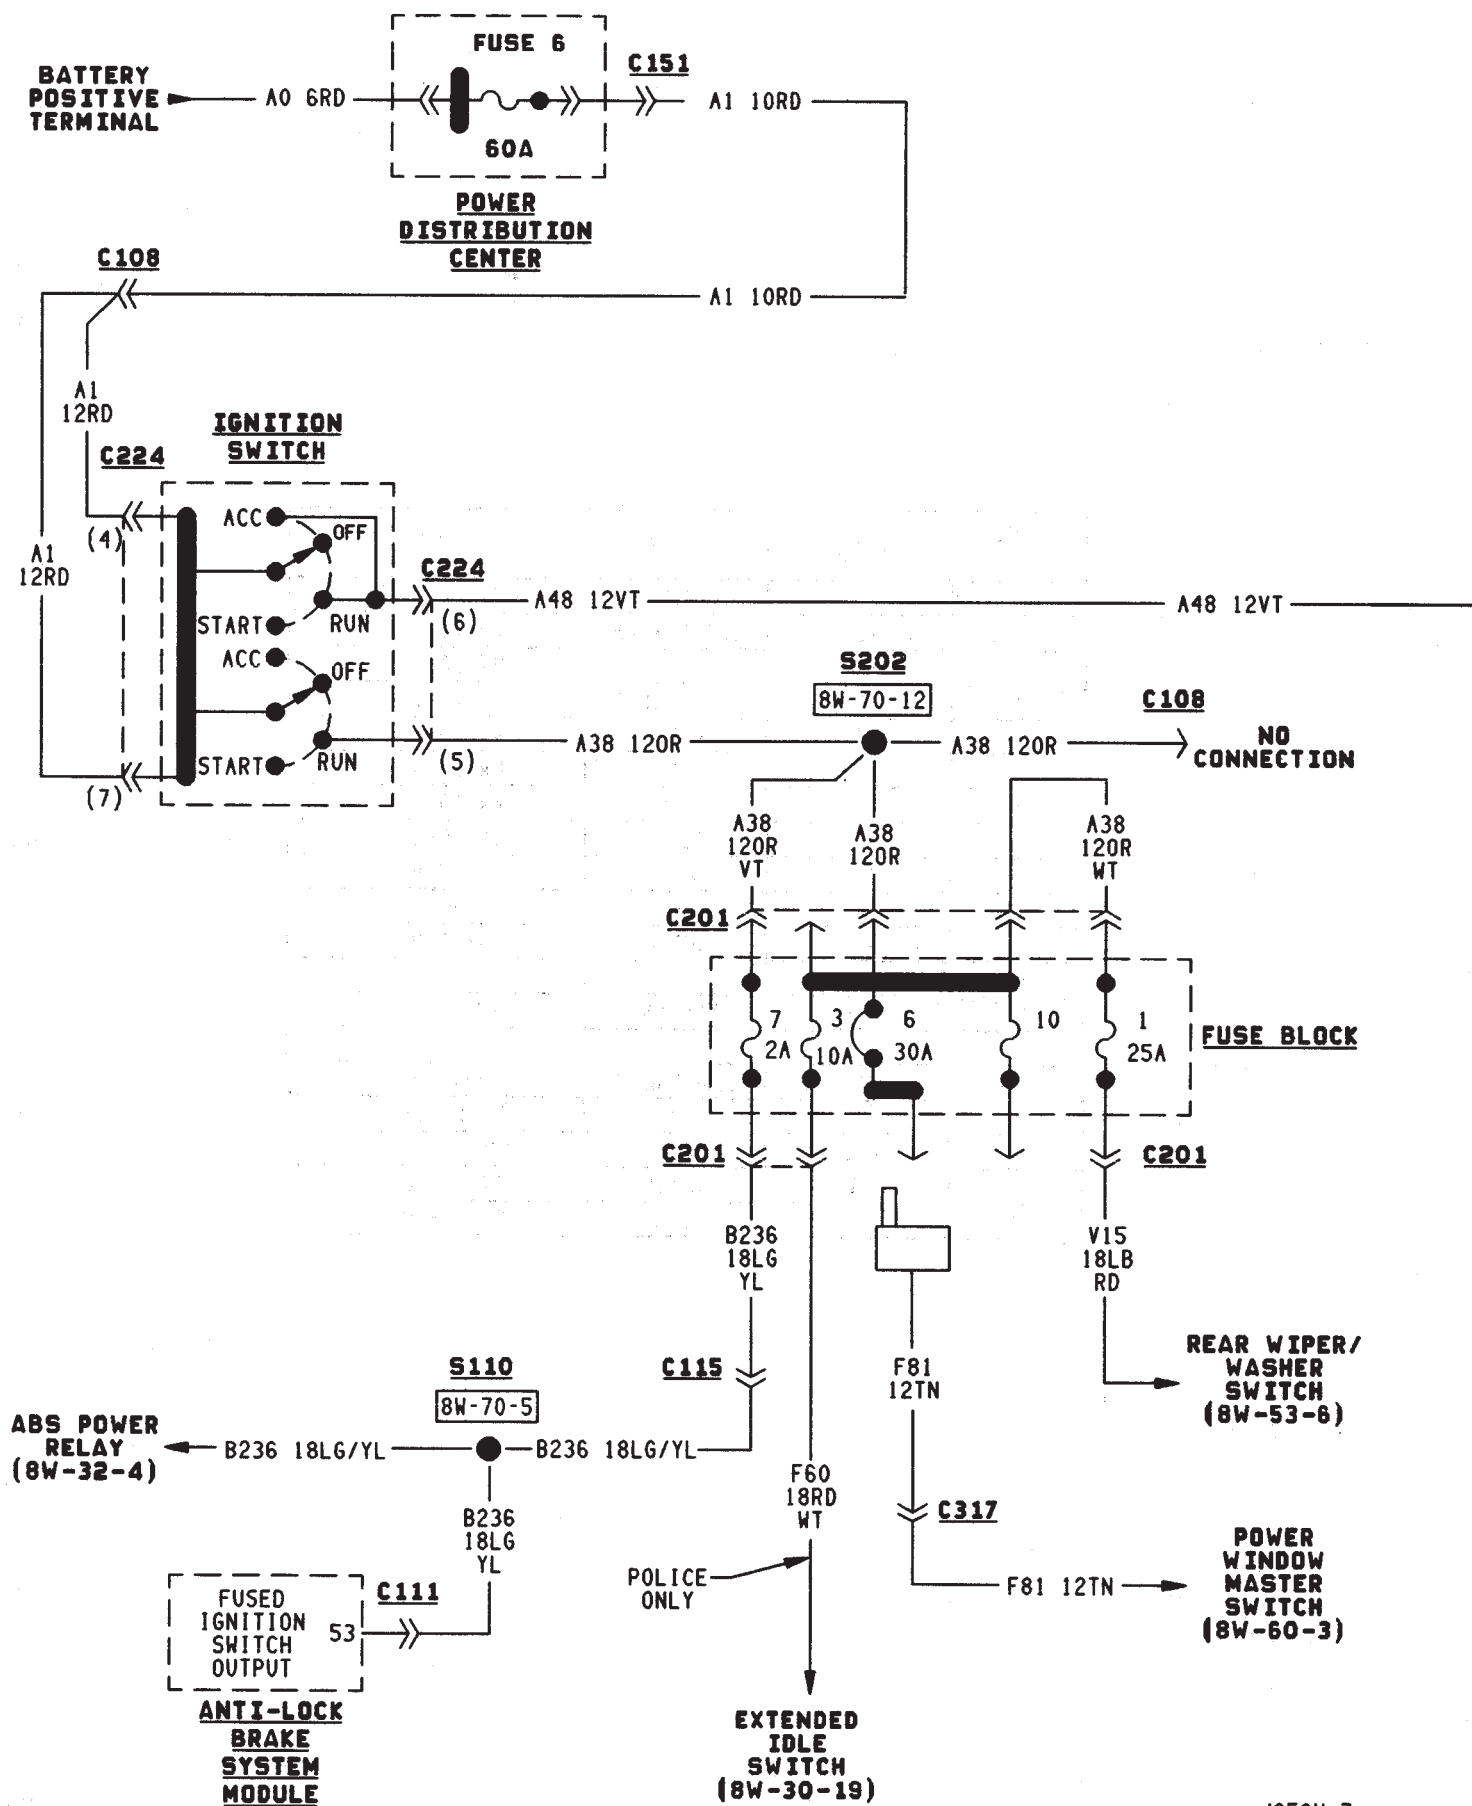 FUSE 6
C151
BATTERY
POSITIVE
TERMINAL
A0 6RD
A1 10RD
60A
POWER
DISTRIBUTION
CENTER
C108
A1 10RD
A1
12RD
IGNITION
SWITCH
C224
ACC
OFF
(4)
A1
12RD
C224
A48 12VT
A48 12VT
START
RUN
(6)
ACC
OFF
S202
8W-70-12
C108
A38 12OR
A38 12OR
NO
CONNECTION
START
RUN
(5)
(7)
A38
12OR
VT
A38
12OR
A38
12OR
WT
C201
7
2A
3
10A
6
30A
10
1
25A
FUSE BLOCK
C201
C201
B236
18LG
YL
V15
18LB
RD
REAR WIPER/
WASHER
SWITCH
(8W-53-6)
S110
8W-70-5
C115
F81
12TN
ABS POWER
RELAY
(8W-32-4)
B236 18LG/YL
B236 18LG/YL
F60
18RD
WT
B236
18LG
YL
C317
POWER
WINDOW
MASTER
SWITCH
(8W-60-3)
F81 12TN
POLICE
ONLY
C111
FUSED
IGNITION
SWITCH
OUTPUT
53
ANTI-LOCK
BRAKE
SYSTEM
MODULE
EXTENDED
IDLE
SWITCH
(8W-30-19)